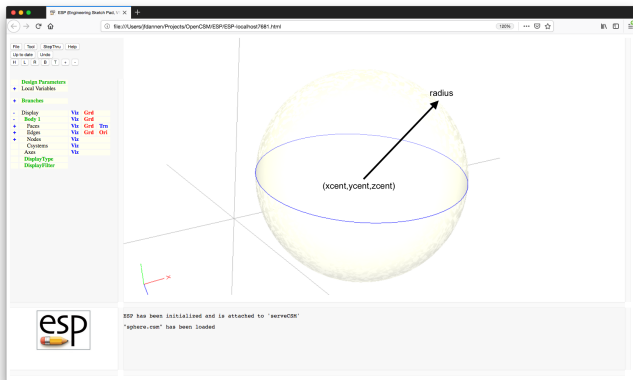 ESP (Engineering Sketch Pad, V
file:///Users/jfdannen/Projects/OpenCSM/ESP/ESP-localhost7681.html
120%
File Tool StepThru Help
Up to date Undo
H L R B T + -
Design Parameters
+ Local Variables
+ Branches
- Display Viz Grd
- Body 1 Viz Grd
+ Faces Viz Grd Trn
+ Edges Viz Grd Ori
+ Nodes Viz
Csystems Viz
Axes Viz
DisplayType
DisplayFilter
radius
(xcent,ycent,zcent)
x
esp
ESP has been initialized and is attached to 'serveCSM'
"sphere.csm" has been loaded